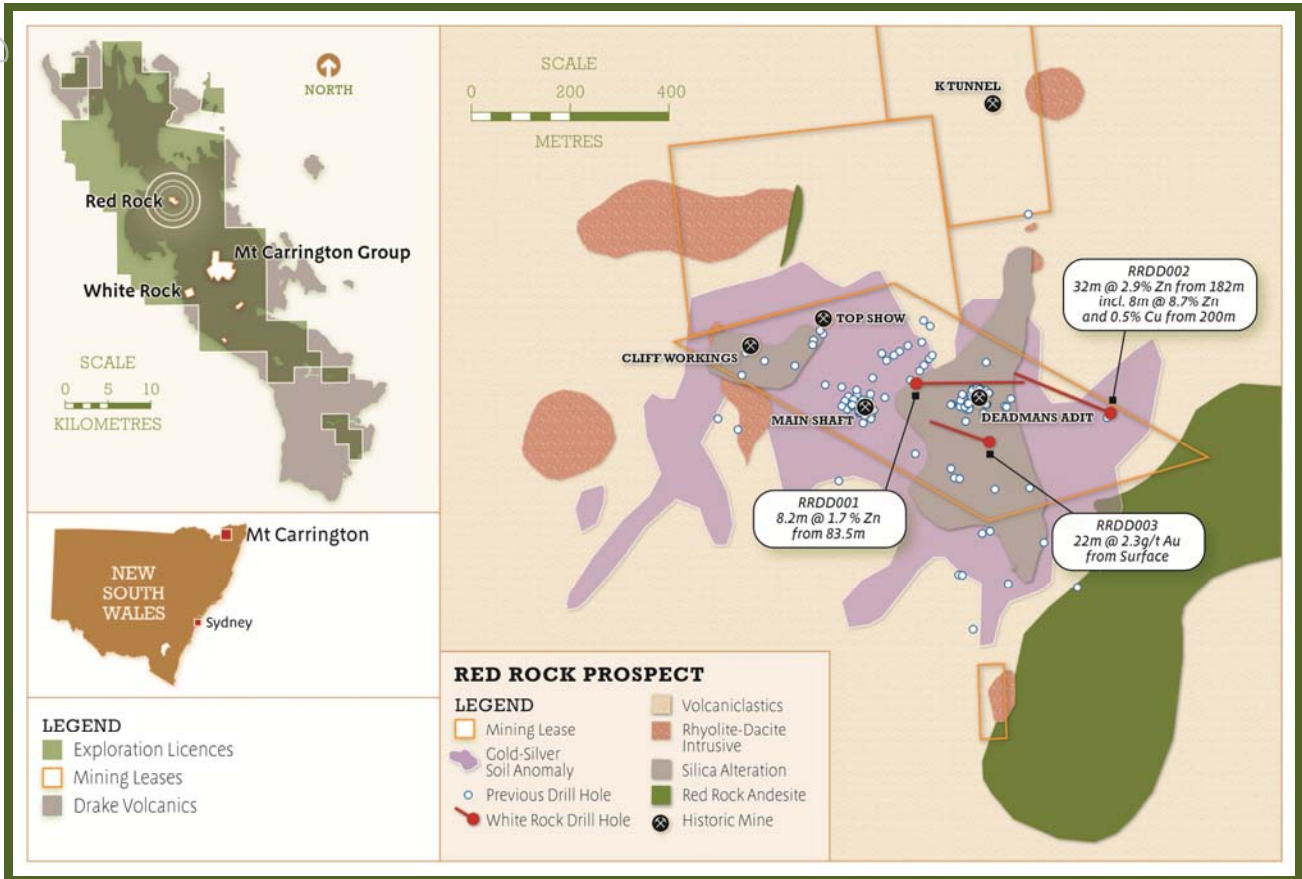 NORTH
Red Rock
Mt Carrington Group
White Rock
SCALE
0 5 10
KILOMETRES
Mt Carrington
NEW
SOUTH
WALES
Sydney
LEGEND
Exploration Licences
Mining Leases
Drake Volcanics
SCALE
0 200 400
METRES
K TUNNEL
RRDD002
32m @ 2.9% Zn from 182m
incl. 8m @ 8.7% Zn
and 0.5% Cu from 200m
TOP SHOW
CLIFF WORKINGS
MAIN SHAFT
DEADMANS ADIT
RRDD001
8.2m @ 1.7 % Zn
from 83.5m
RRDD003
22m @ 2.3g/t Au
from Surface
RED ROCK PROSPECT
LEGEND
Mining Lease
Gold-Silver
Soil Anomaly
Previous Drill Hole
White Rock Drill Hole
Volcaniclastics
Rhyolite-Dacite
Intrusive
Silica Alteration
Red Rock Andesite
Historic Mine